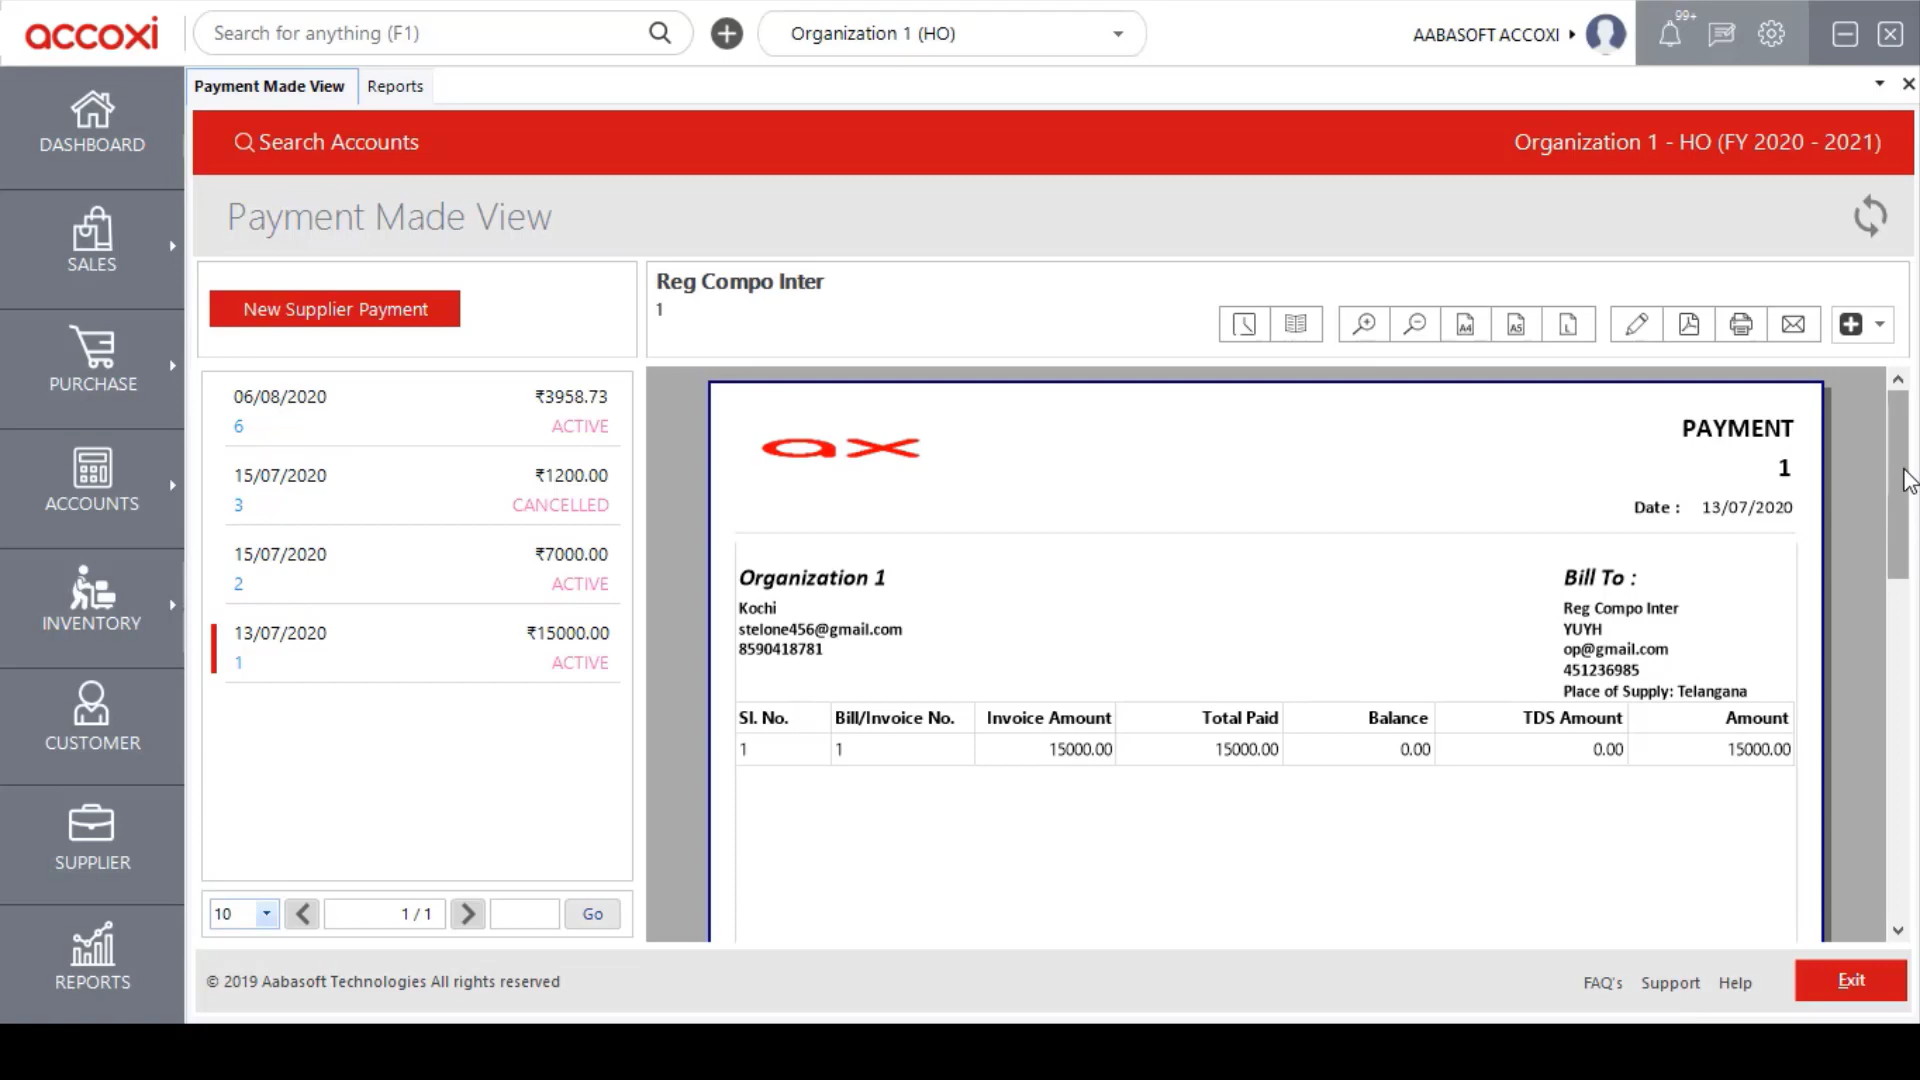 accoxi
Search for anything (F1)
Organization 1 (HO)
AABASOFT ACCOXI
99+
Payment Made View
Reports
Search Accounts
Organization 1 - HO (FY 2020 - 2021)
Payment Made View
DASHBOARD
SALES
PURCHASE
ACCOUNTS
INVENTORY
CUSTOMER
SUPPLIER
REPORTS
New Supplier Payment
06/08/2020 ₹3958.73
6 ACTIVE
15/07/2020 ₹1200.00
3 CANCELLED
15/07/2020 ₹7000.00
2 ACTIVE
13/07/2020 ₹15000.00
1 ACTIVE
10 1 / 1 Go
Reg Compo Inter
1
A4 A5 L
ax
PAYMENT
1
Date : 13/07/2020
Organization 1
Kochi
stelone456@gmail.com
8590418781
Bill To :
Reg Compo Inter
YUYH
op@gmail.com
451236985
Place of Supply: Telangana
Sl. No. Bill/Invoice No. Invoice Amount Total Paid Balance TDS Amount Amount
1 1 15000.00 15000.00 0.00 0.00 15000.00
© 2019 Aabasoft Technologies All rights reserved
FAQ's Support Help Exit